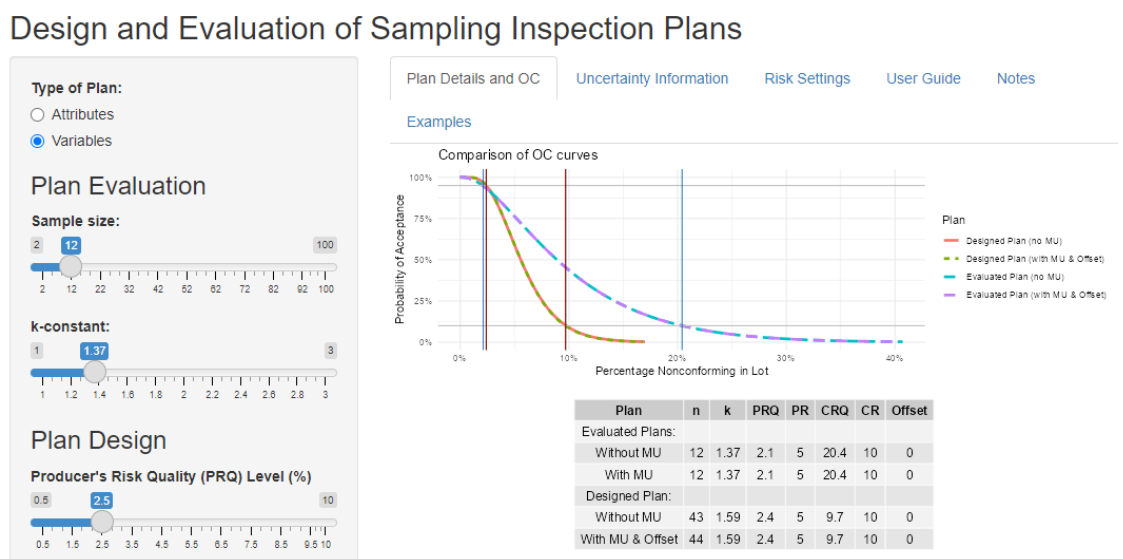 Design and Evaluation of Sampling Inspection Plans
Type of Plan:
Attributes
Variables
Plan Evaluation
Sample size:
2 12 100
2 12 22 32 42 52 62 72 82 92 100
k-constant:
1 1.37 3
1 1.2 1.4 1.6 1.8 2 2.2 2.4 2.6 2.8 3
Plan Design
Producer's Risk Quality (PRQ) Level (%)
0.5 2.5 10
0.5 1.5 2.5 3.5 4.5 5.5 6.5 7.5 8.5 9.5 10
Plan Details and OC Uncertainty Information Risk Settings User Guide Notes
Examples
Comparison of OC curves
100%
75%
50%
25%
0%
Probability of Acceptance
0% 10% 20% 30% 40%
Percentage Nonconforming in Lot
Plan
Designed Plan (no MU)
Designed Plan (with MU & Offset)
Evaluated Plan (no MU)
Evaluated Plan (with MU & Offset)
Plan n k PRQ PR CRQ CR Offset
Evaluated Plans:
Without MU 12 1.37 2.1 5 20.4 10 0
With MU 12 1.37 2.1 5 20.4 10 0
Designed Plan:
Without MU 43 1.59 2.4 5 9.7 10 0
With MU & Offset 44 1.59 2.4 5 9.7 10 0